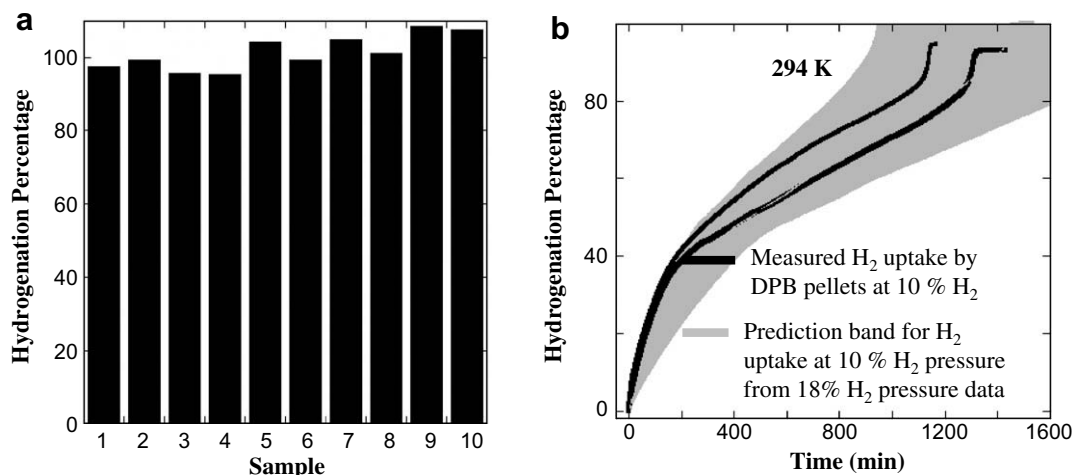 a
Hydrogenation Percentage
100
80
60
40
20
0
1 2 3 4 5 6 7 8 9 10
Sample
b
Hydrogenation Percentage
80
40
0
294 K
Measured H₂ uptake by
DPB pellets at 10 % H₂
Prediction band for H₂
uptake at 10 % H₂ pressure
from 18% H₂ pressure data
0 400 800 1200 1600
Time (min)